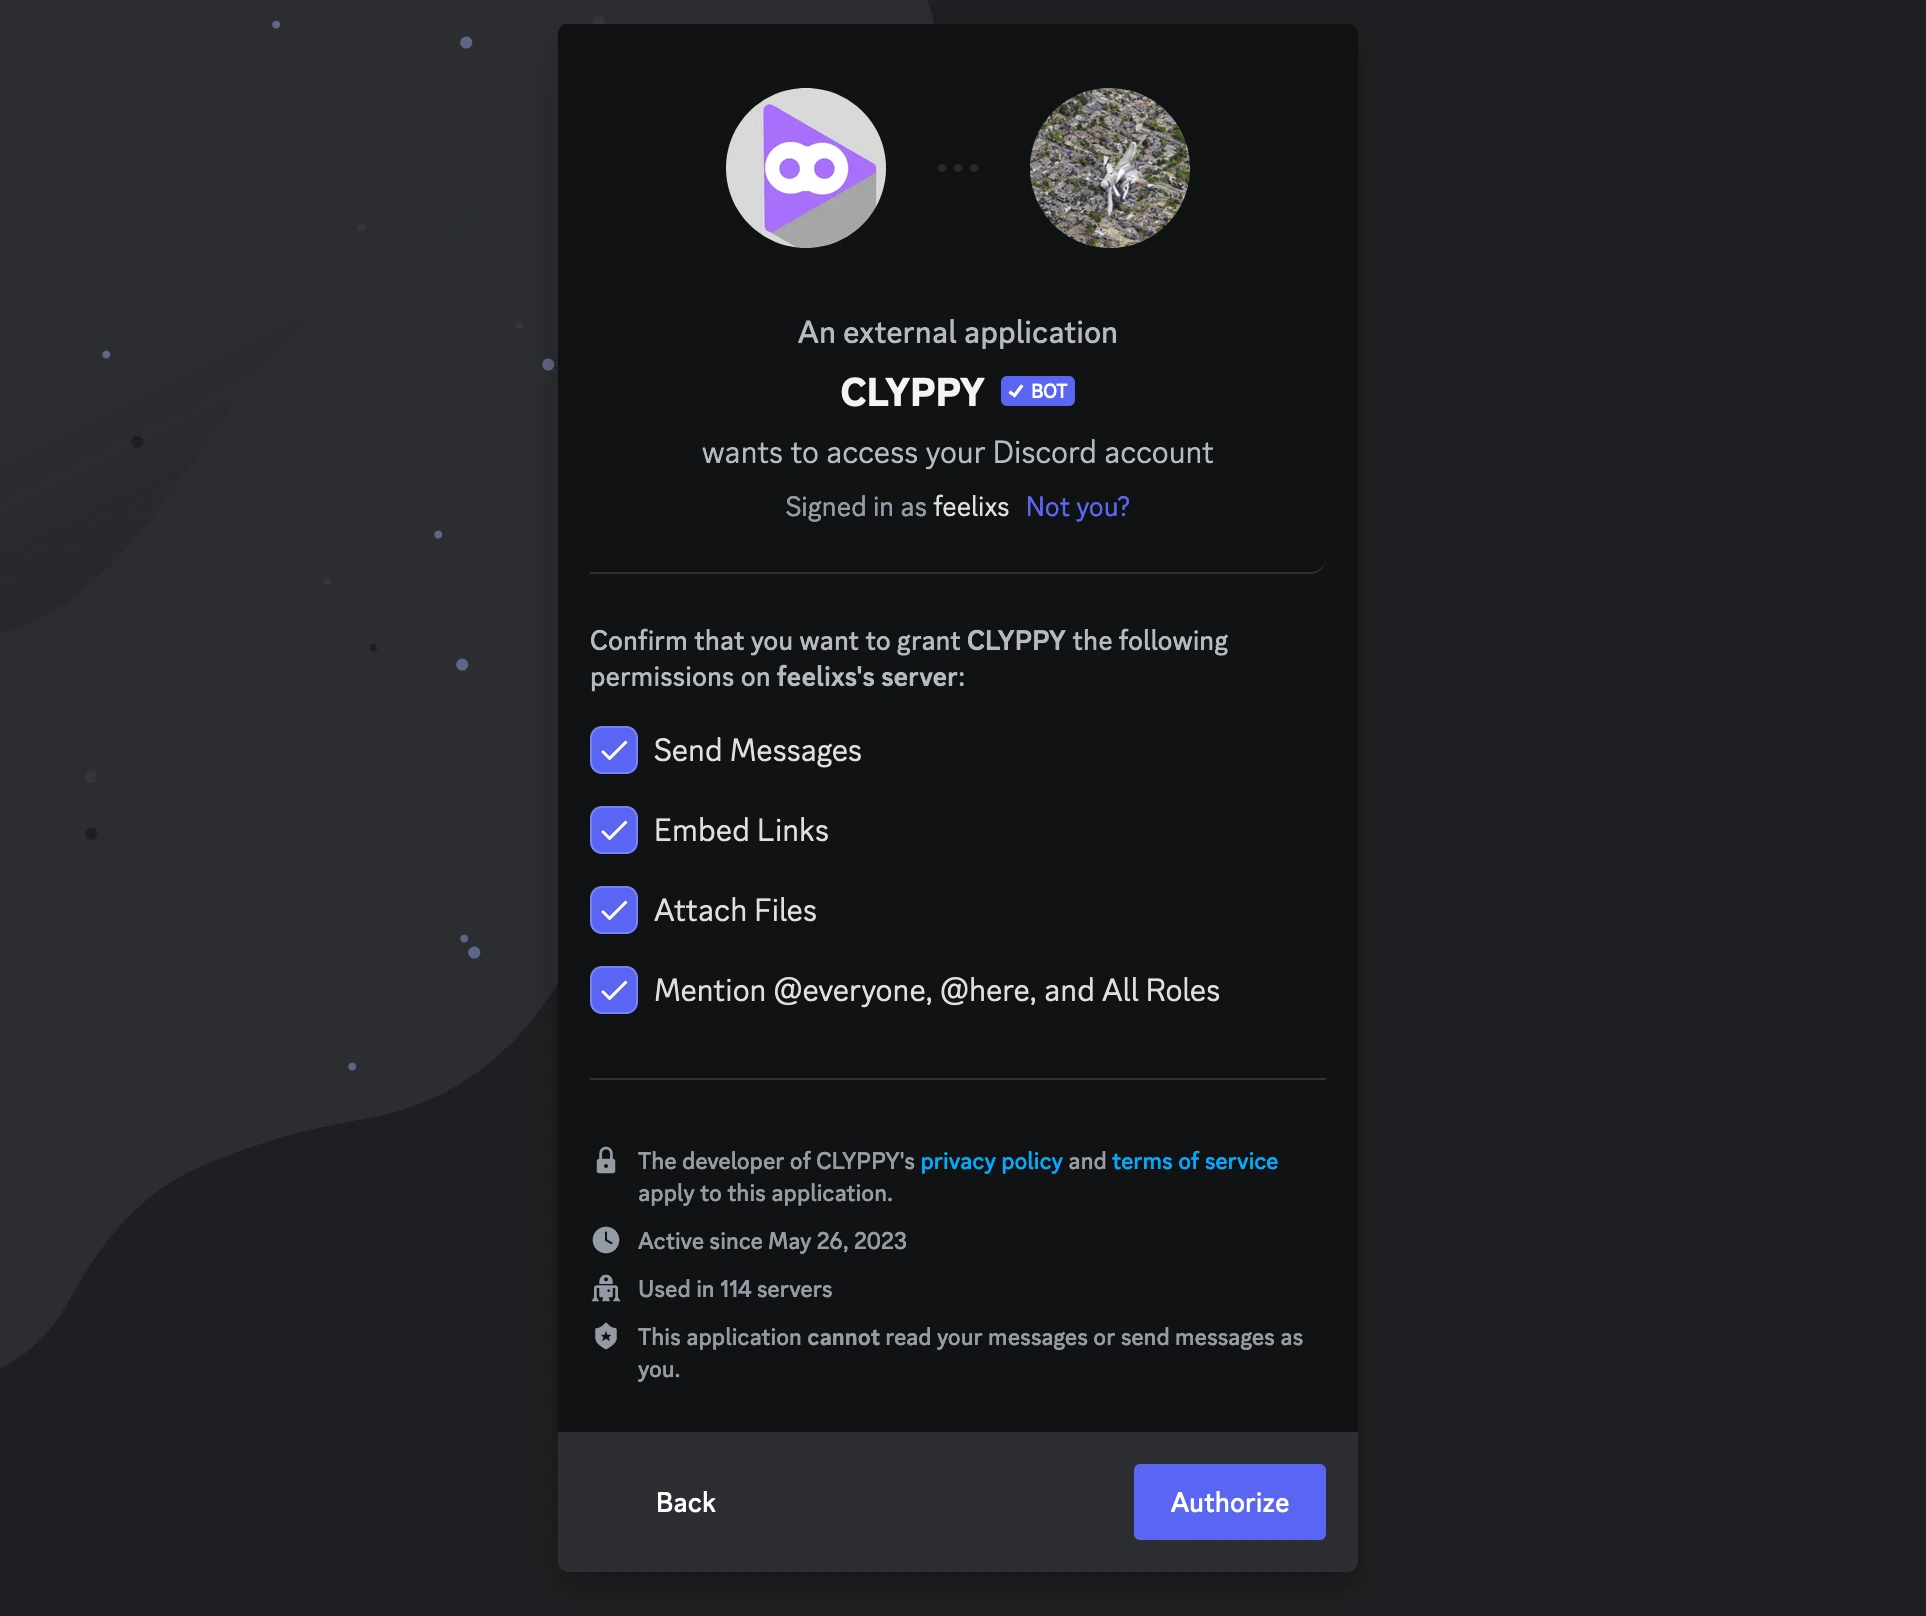 An external application
CLYPPY BOT
wants to access your Discord account
Signed in as feelixs Not you?
Confirm that you want to grant CLYPPY the following
permissions on feelixs's server:
Send Messages
Embed Links
Attach Files
Mention @everyone, @here, and All Roles
The developer of CLYPPY's privacy policy and terms of service
apply to this application.
Active since May 26, 2023
Used in 114 servers
This application cannot read your messages or send messages as
you.
Back
Authorize